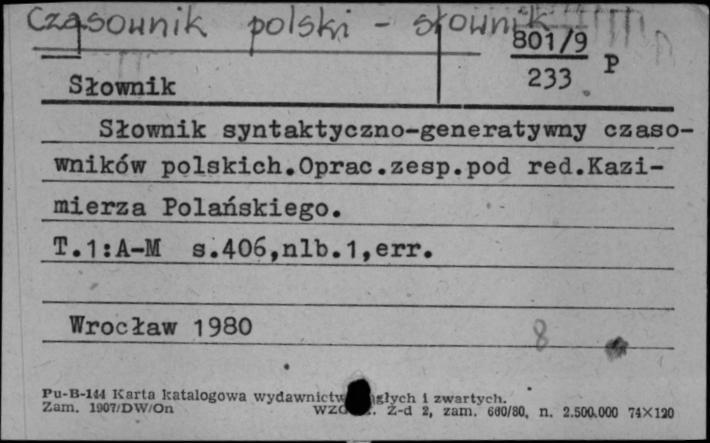 Czasownik polski - słownik
801/9
233 P
Słownik
Słownik syntaktyczno-generatywny czaso-
wników polskich.Oprac.zesp.pod red.Kazi-
mierza Polańskiego.
T.1:A-M s.406,nlb.1,err.
Wrocław 1980
8
Pu-B-144 Karta katalogowa wydawnictw i zwartych.
Zam. 1907/DW/On Z-d 2, zam. 660/80, n. 2.500.000 74×120